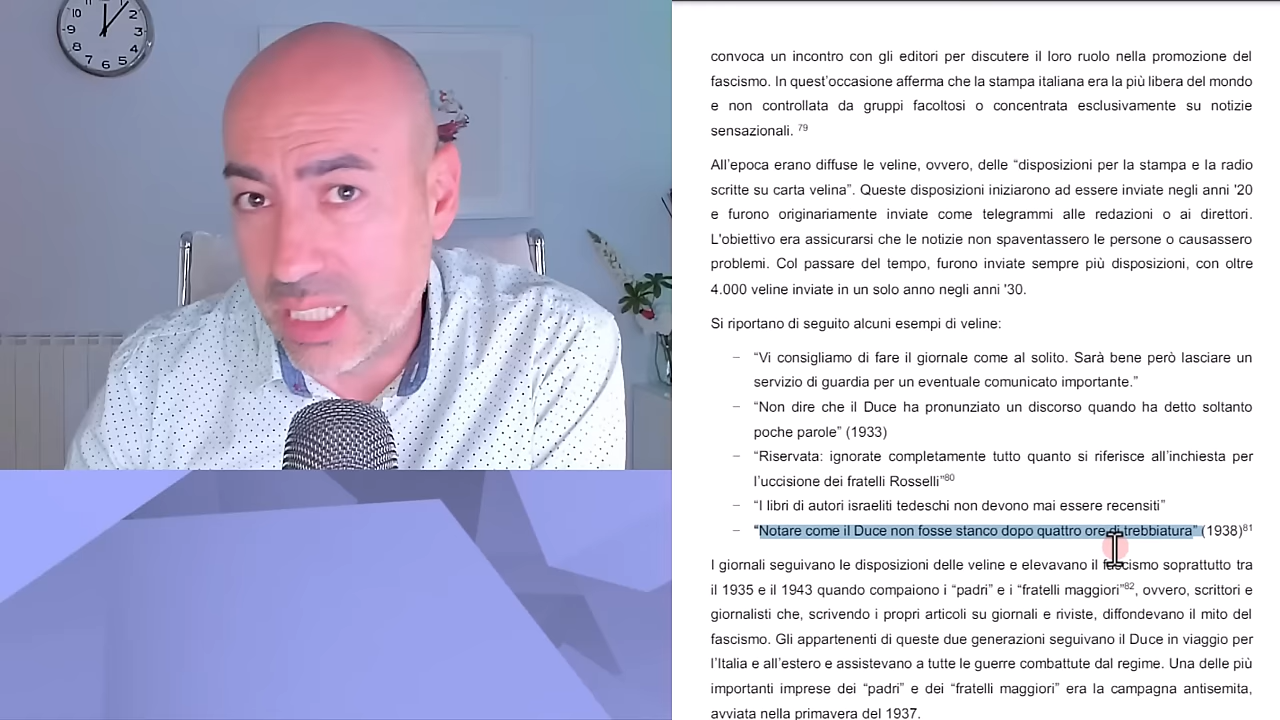 10
12
2
9
3
8
4
7
6
5
convoca un incontro con gli editori per discutere il loro ruolo nella promozione del
fascismo. In quest'occasione afferma che la stampa italiana era la più libera del mondo
e non controllata da gruppi facoltosi o concentrata esclusivamente su notizie
sensazionali. 79
All'epoca erano diffuse le veline, ovvero, delle “disposizioni per la stampa e la radio
scritte su carta velina”. Queste disposizioni iniziarono ad essere inviate negli anni '20
e furono originariamente inviate come telegrammi alle redazioni o ai direttori.
L'obiettivo era assicurarsi che le notizie non spaventassero le persone o causassero
problemi. Col passare del tempo, furono inviate sempre più disposizioni, con oltre
4.000 veline inviate in un solo anno negli anni '30.
Si riportano di seguito alcuni esempi di veline:
− “Vi consigliamo di fare il giornale come al solito. Sarà bene però lasciare un
servizio di guardia per un eventuale comunicato importante.”
− “Non dire che il Duce ha pronunziato un discorso quando ha detto soltanto
poche parole” (1933)
− “Riservata: ignorate completamente tutto quanto si riferisce all'inchiesta per
l'uccisione dei fratelli Rosselli”80
− “I libri di autori israeliti tedeschi non devono mai essere recensiti”
− “Notare come il Duce non fosse stanco dopo quattro ore di trebbiatura” (1938)81
I giornali seguivano le disposizioni delle veline e elevavano il fascismo soprattutto tra
il 1935 e il 1943 quando compaiono i “padri” e i “fratelli maggiori”82, ovvero, scrittori e
giornalisti che, scrivendo i propri articoli su giornali e riviste, diffondevano il mito del
fascismo. Gli appartenenti di queste due generazioni seguivano il Duce in viaggio per
l'Italia e all'estero e assistevano a tutte le guerre combattute dal regime. Una delle più
importanti imprese dei “padri” e dei “fratelli maggiori” era la campagna antisemita,
avviata nella primavera del 1937.